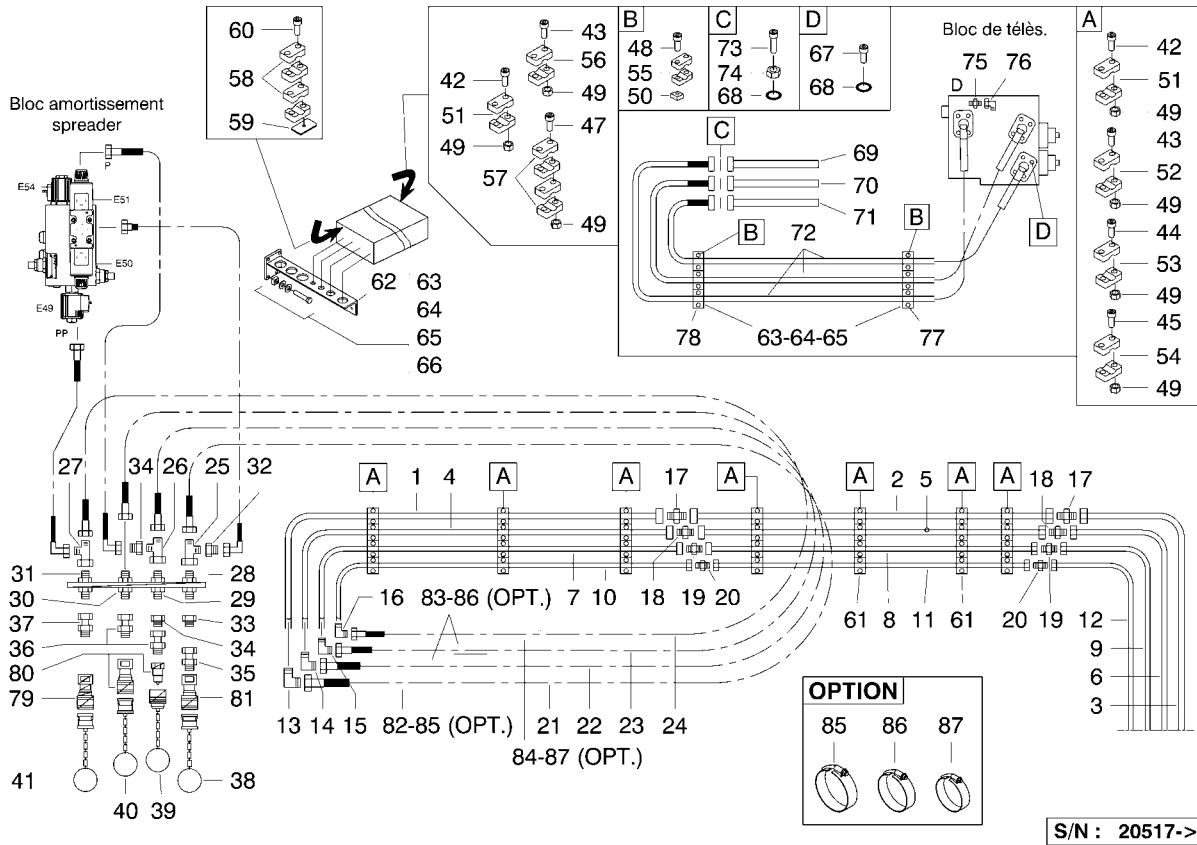 60
58
59
43
56
42
49
51
47
49
57
49
B
48
55
50
C
73
74
68
D
67
68
Bloc de télès.
75 76
D
A
42
51
49
43
52
49
44
53
49
45
54
49
Bloc amortissement
spreader
P
E54
E51
E50
E49
PP
C
69
70
71
B
72
B
D
62 63
64
65
66
78 63-64-65 77
27 34 26 25 32
A 1 4 A A 17 A A 2 5 A A 18 17
31 28
30 29
37 33
36 34
35
80
79 81
41 40 39 38
16 83-86 (OPT.) 7 10 18 19 20 61 8 11 61 20 19 12
9
6
3
13 14 15 82-85 (OPT.) 21 22 23 24
84-87 (OPT.)
OPTION
85 86 87
S/N : 20517->